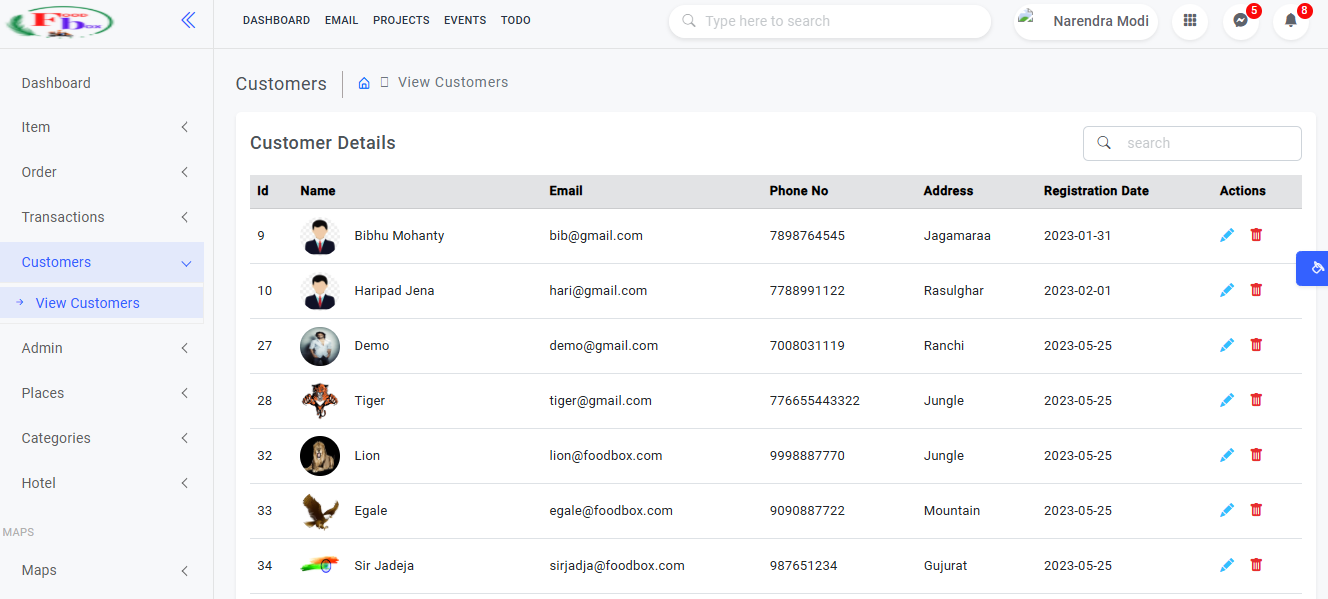 Food box
DASHBOARD EMAIL PROJECTS EVENTS TODO
Type here to search
Narendra Modi
5
8
Dashboard
Item
Order
Transactions
Customers
View Customers
Admin
Places
Categories
Hotel
MAPS
Maps
Customers
View Customers
Customer Details
search
Id Name Email Phone No Address Registration Date Actions
9 Bibhu Mohanty bib@gmail.com 7898764545 Jagamaraa 2023-01-31
10 Haripad Jena hari@gmail.com 7788991122 Rasulghar 2023-02-01
27 Demo demo@gmail.com 7008031119 Ranchi 2023-05-25
28 Tiger tiger@gmail.com 776655443322 Jungle 2023-05-25
32 Lion lion@foodbox.com 9998887770 Jungle 2023-05-25
33 Egale egale@foodbox.com 9090887722 Mountain 2023-05-25
34 Sir Jadeja sirjadja@foodbox.com 987651234 Gujurat 2023-05-25